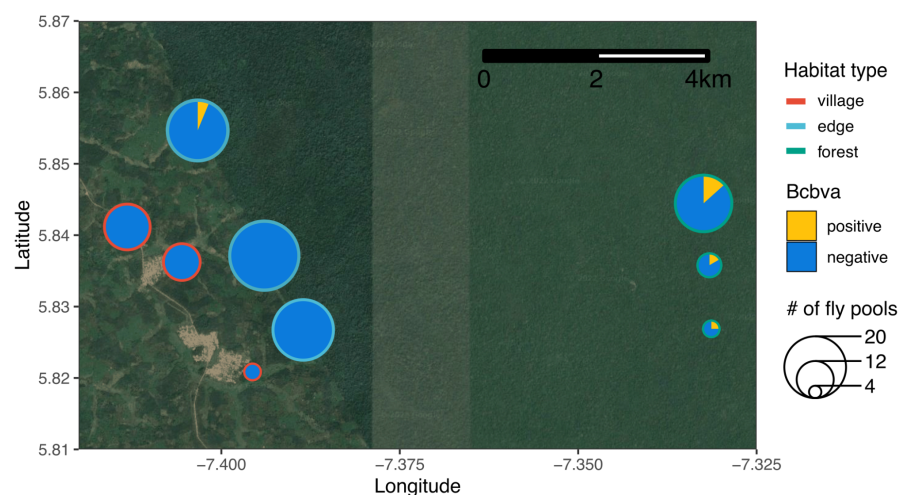 5.87
5.86
5.85
5.84
5.83
5.82
5.81
Latitude
−7.400
−7.375
−7.350
−7.325
Longitude
0 2 4km
Habitat type
village
edge
forest
Bcbva
positive
negative
# of fly pools
20
12
4